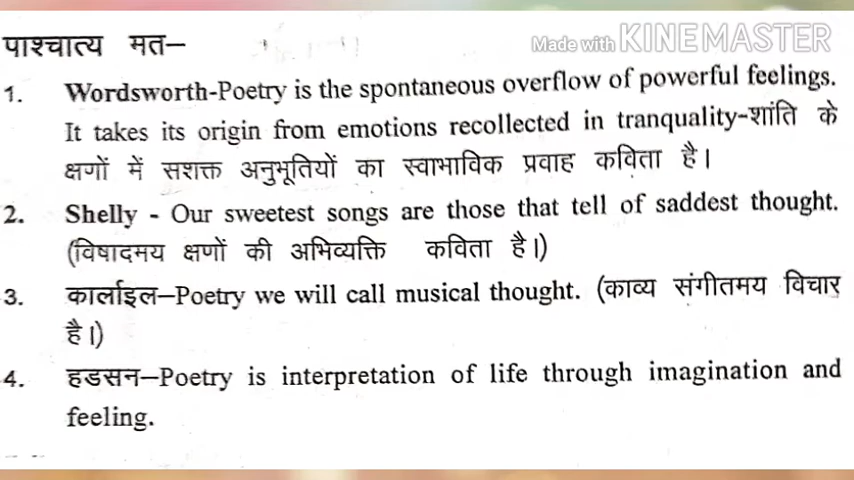 पाश्चात्य मत–
Made with KINEMASTER
1. Wordsworth-Poetry is the spontaneous overflow of powerful feelings.
It takes its origin from emotions recollected in tranquality-शांति के
क्षणों में सशक्त अनुभूतियों का स्वाभाविक प्रवाह कविता है।
2. Shelly - Our sweetest songs are those that tell of saddest thought.
(विषादमय क्षणों की अभिव्यक्ति कविता है।)
3. कार्लाइल–Poetry we will call musical thought. (काव्य संगीतमय विचार
है।)
4. हडसन–Poetry is interpretation of life through imagination and
feeling.